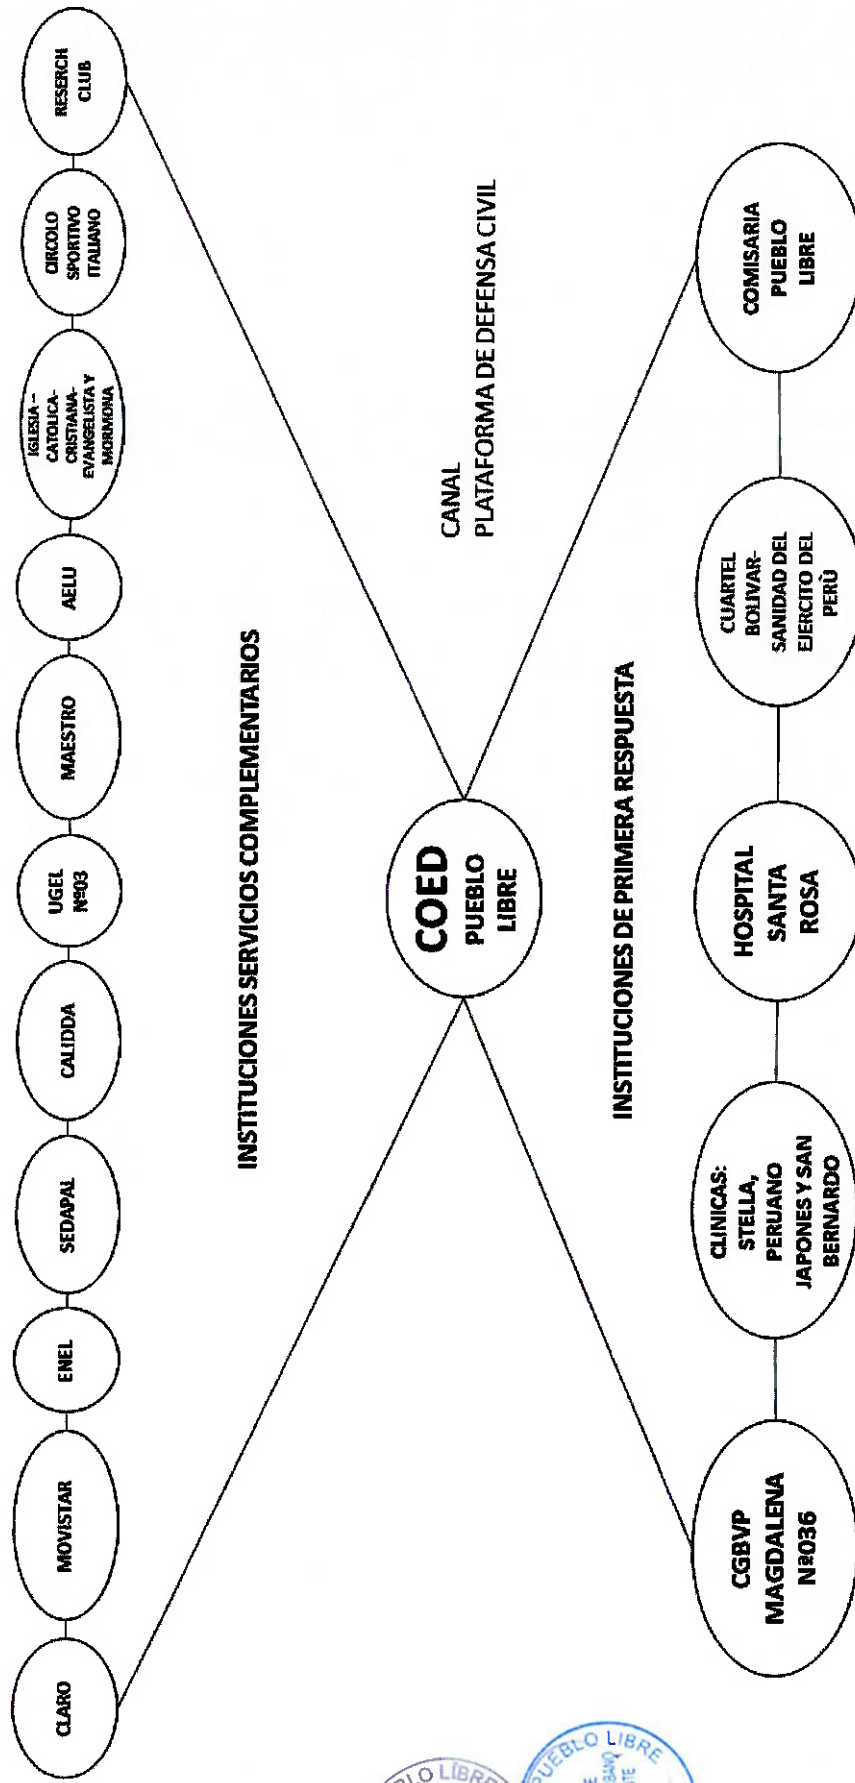 CLARO
MOVISTAR
ENEL
SEDAPAL
CALIDDA
UGEL
Nº03
MAESTRO
AELU
IGLESIA –
CATOLICA-
CRISTIANA-
EVANGELISTA Y
MORMONA
CIRCOLO
SPORTIVO
ITALIANO
RESERCH
CLUB
INSTITUCIONES SERVICIOS COMPLEMENTARIOS
COED
PUEBLO
LIBRE
CANAL
PLATAFORMA DE DEFENSA CIVIL
INSTITUCIONES DE PRIMERA RESPUESTA
CGBVP
MAGDALENA
Nº036
CLINICAS:
STELLA,
PERUANO
JAPONES Y SAN
BERNARDO
HOSPITAL
SANTA
ROSA
CUARTEL
BOLIVAR-
SANIDAD DEL
EJERCITO DEL
PERÙ
COMISARIA
PUEBLO
LIBRE
LIBRE
PUEBLO LIBRE